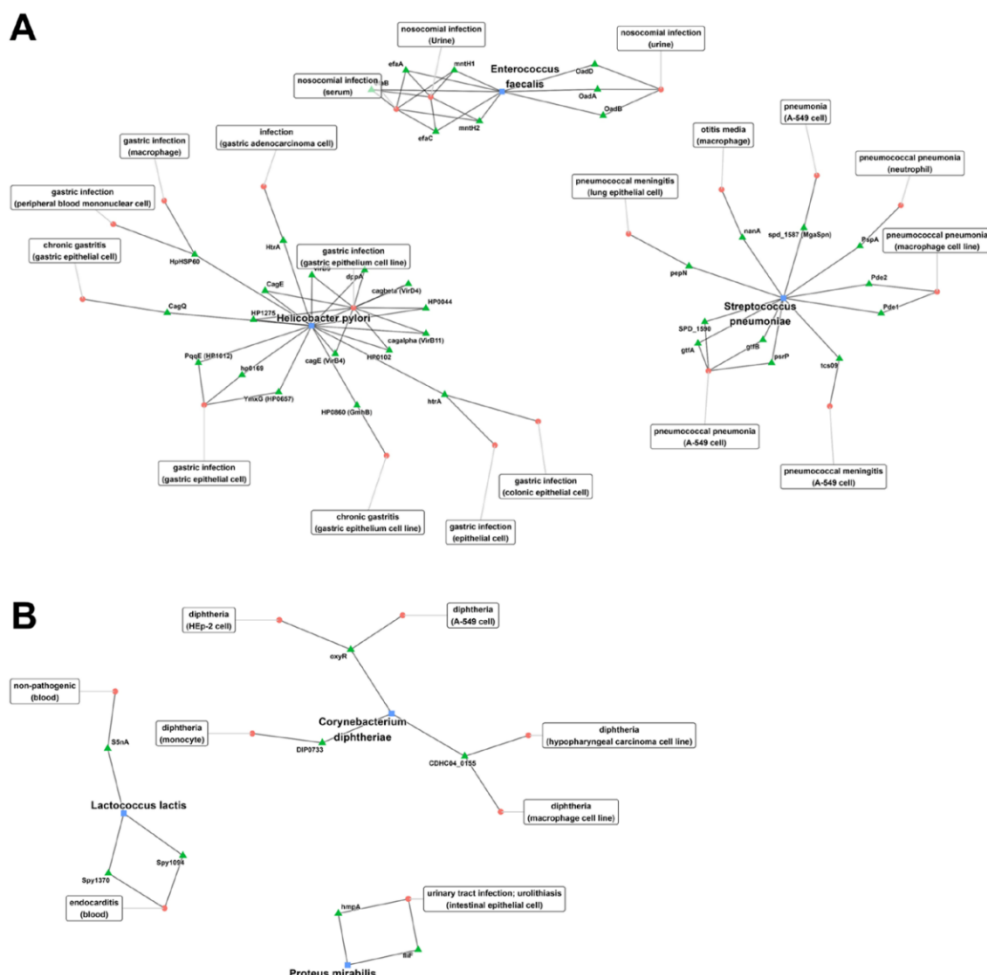 A
nosocomial infection
(Urine)
nosocomial infection
(urine)
efaA
mntH1
Enterococcus
faecalis
OadD
nosocomial infection
(serum)
OadA
OadB
efaC
mntH2
infection
(gastric adenocarcinoma cell)
gastric infection
(macrophage)
gastric infection
(peripheral blood mononuclear cell)
chronic gastritis
(gastric epithelial cell)
HtrA
HpHSP60
gastric infection
(gastric epithelium cell line)
CagE
dppA
cagbeta (VirD4)
CagQ
HP1275
HP0044
Helicobacter pylori
cagalpha (VirB11)
PqqE (HP1012)
hp0169
cagE (VirB4)
HP0102
YmxG (HP0657)
HP0860 (GmhB)
htrA
gastric infection
(gastric epithelial cell)
chronic gastritis
(gastric epithelium cell line)
gastric infection
(epithelial cell)
gastric infection
(colonic epithelial cell)
pneumonia
(A-549 cell)
otitis media
(macrophage)
pneumococcal pneumonia
(neutrophil)
pneumococcal meningitis
(lung epithelial cell)
nanA
spd_1587 (MgaSpn)
PspA
pneumococcal pneumonia
(macrophage cell line)
pepN
Pde2
Streptococcus
pneumoniae
Pde1
SPD_1590
gtfA
gtfB
psrP
tcs09
pneumococcal pneumonia
(A-549 cell)
pneumococcal meningitis
(A-549 cell)
B
diphtheria
(HEp-2 cell)
diphtheria
(A-549 cell)
oxyR
non-pathogenic
(blood)
Corynebacterium
diphtheriae
diphtheria
(monocyte)
DIP0733
diphtheria
(hypopharyngeal carcinoma cell line)
CDHC04_0155
SSnA
Lactococcus lactis
diphtheria
(macrophage cell line)
Spy1094
Spy1370
endocarditis
(blood)
urinary tract infection; urolithiasis
(intestinal epithelial cell)
hmpA
Proteus mirabilis